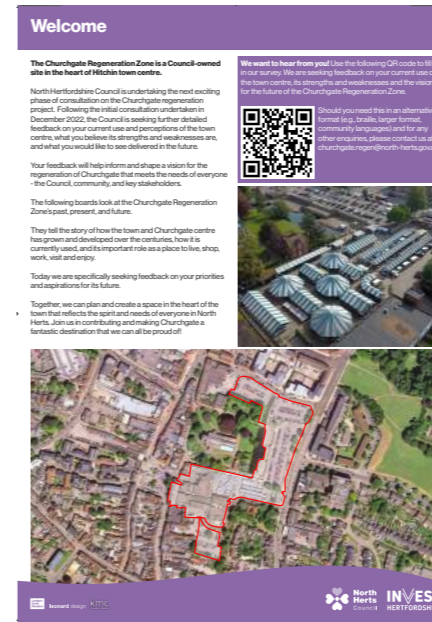 Welcome
The Churchgate Regeneration Zone is a Council-owned
site in the heart of Hitchin town centre.
North Hertfordshire Council is undertaking the next exciting
phase of consultation on the Churchgate regeneration
project. Following the initial consultation undertaken in
December 2022, the Council is seeking further detailed
feedback on your current use and perceptions of the town
centre, what you believe its strengths and weaknesses are,
and what you would like to see delivered in the future.
Your feedback will help inform and shape a vision for the
regeneration of Churchgate that meets the needs of everyone
- the Council, community, and key stakeholders.
The following boards look at the Churchgate Regeneration
Zone's past, present, and future.
They tell the story of how the town and Churchgate centre
has grown and developed over the centuries, how it is
currently used, and its important role as a place to live, shop,
work, visit and enjoy.
Today we are specifically seeking feedback on your priorities
and aspirations for its future.
Together, we can plan and create a space in the heart of the
town that reflects the spirit and needs of everyone in North
Herts. Join us in contributing and making Churchgate a
fantastic destination that we can all be proud of!
We want to hear from you! Use the following QR code to fill
in our survey. We are seeking feedback on your current use o
the town centre, its strengths and weaknesses and the vision
for the future of the Churchgate Regeneration Zone.
Should you need this in an alternative
format (e.g., braille, larger format,
community languages) and for any
other enquiries, please contact us at
churchgate.regen@north-herts.gov.
leonard design
kmc
North
Herts
Council
INVES
HERTFORDSHI